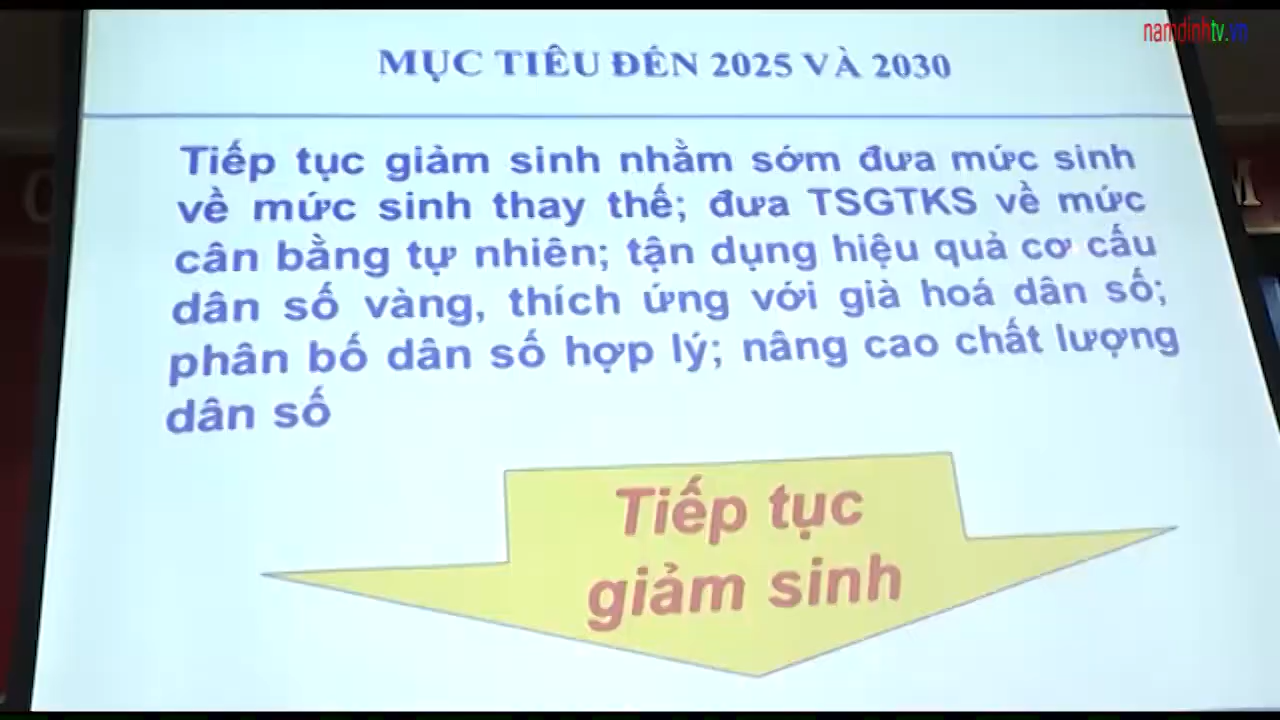 namdinhtv.vn
MỤC TIÊU ĐẾN 2025 VÀ 2030
Tiếp tục giảm sinh nhằm sớm đưa mức sinh
về mức sinh thay thế; đưa TSGTKS về mức
cân bằng tự nhiên; tận dụng hiệu quả cơ cấu
dân số vàng, thích ứng với già hoá dân số;
phân bố dân số hợp lý; nâng cao chất lượng
dân số
Tiếp tục
giảm sinh